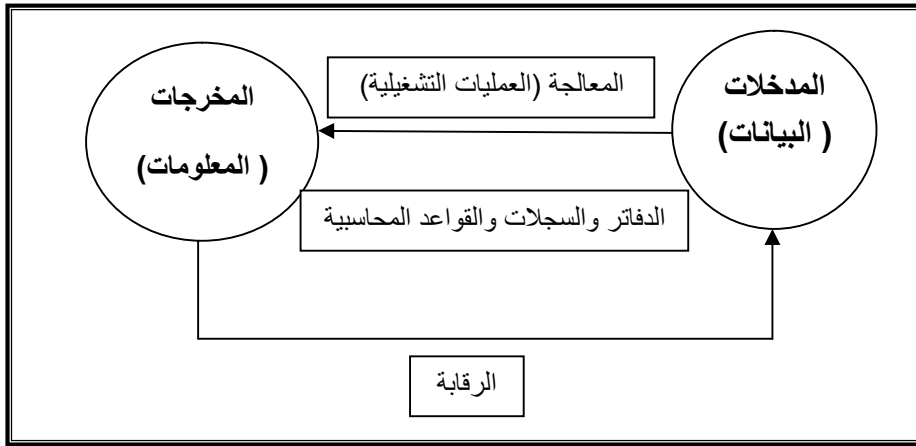 المدخلات
( البيانات)
المعالجة (العمليات التشغيلية)
المخرجات
( المعلومات)
الدفاتر والسجلات والقواعد المحاسبية
الرقابة